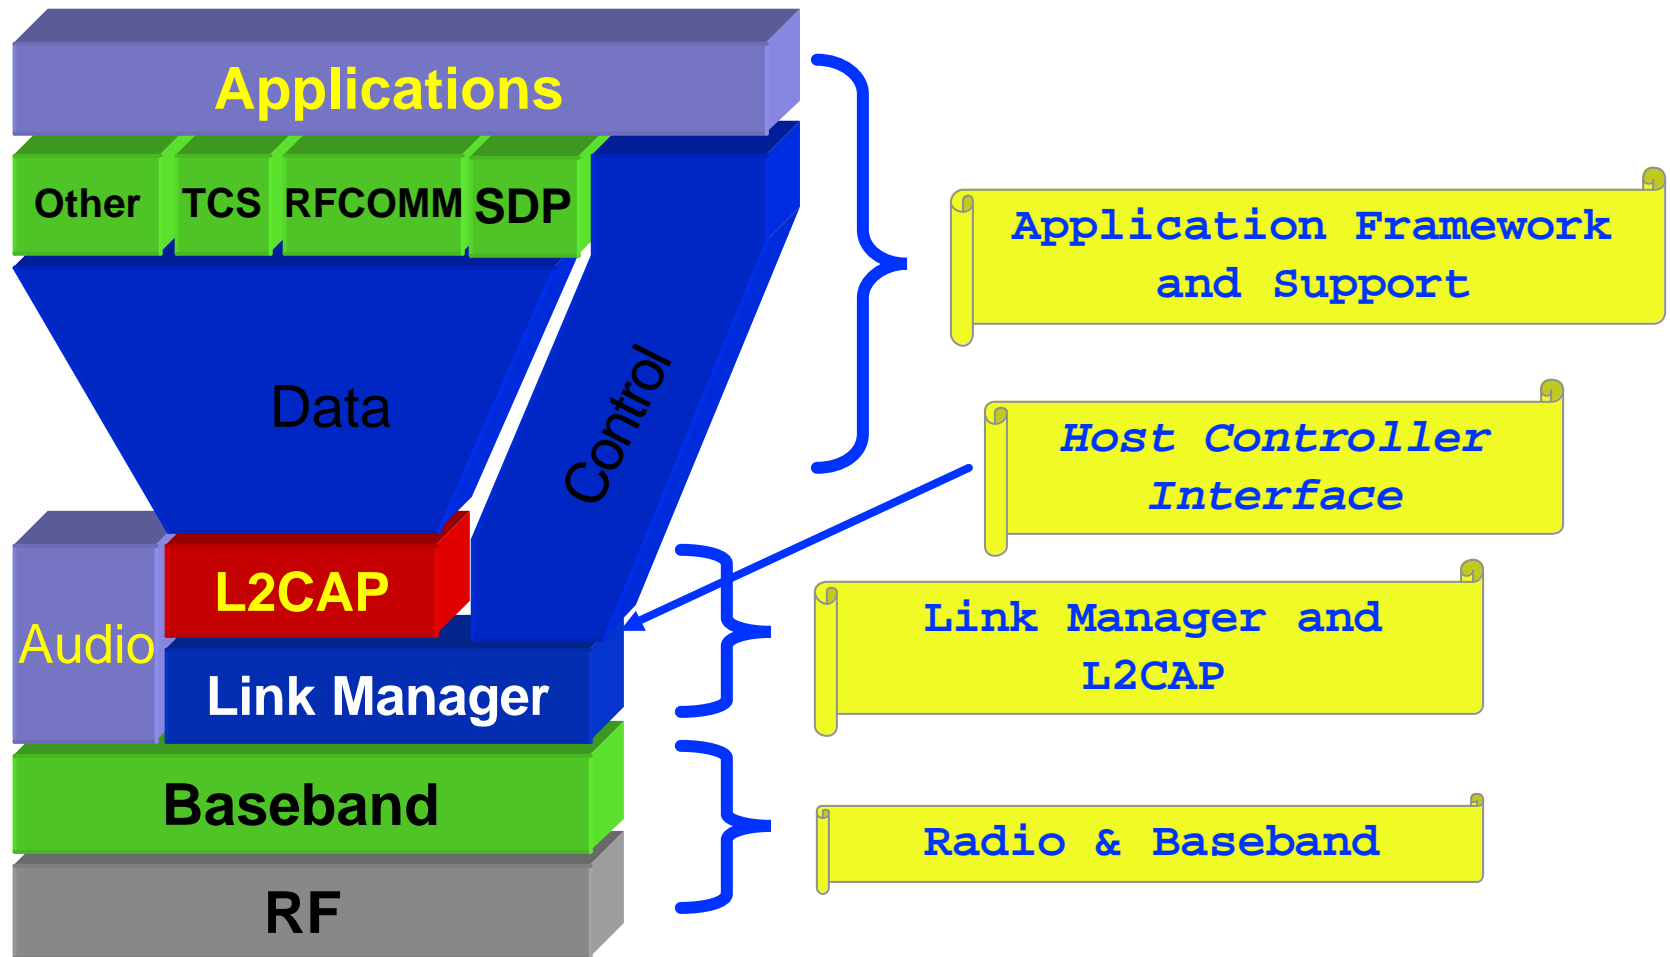 Applications
Other TCS RFCOMM SDP
Application Framework
and Support
Data
Control
Host Controller
Interface
L2CAP
Audio
Link Manager
Link Manager and
L2CAP
Baseband
Radio & Baseband
RF